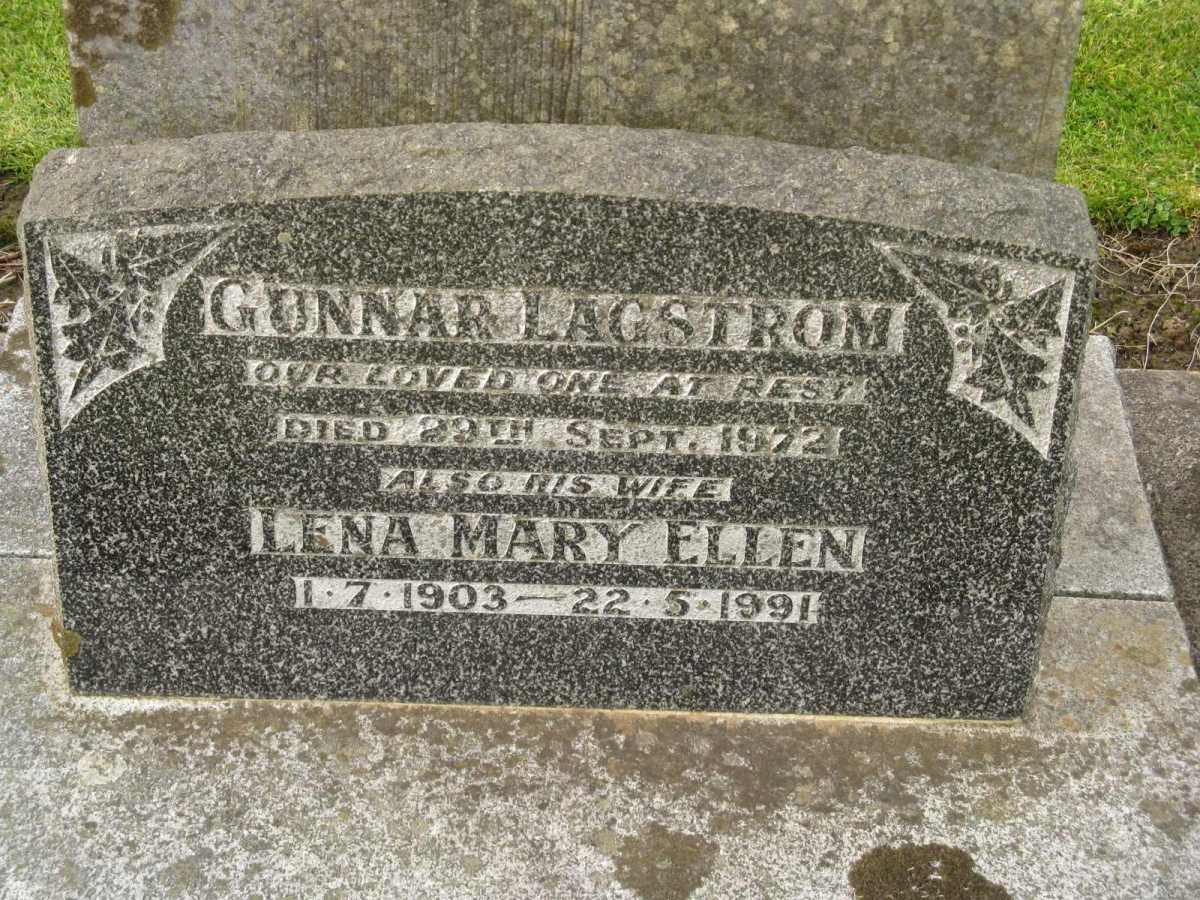 GUNNAR LAGSTROM
OUR LOVED ONE AT REST
DIED 29TH SEPT. 1972
ALSO HIS WIFE
LENA MARY ELLEN
1·7·1903—22·5·1991